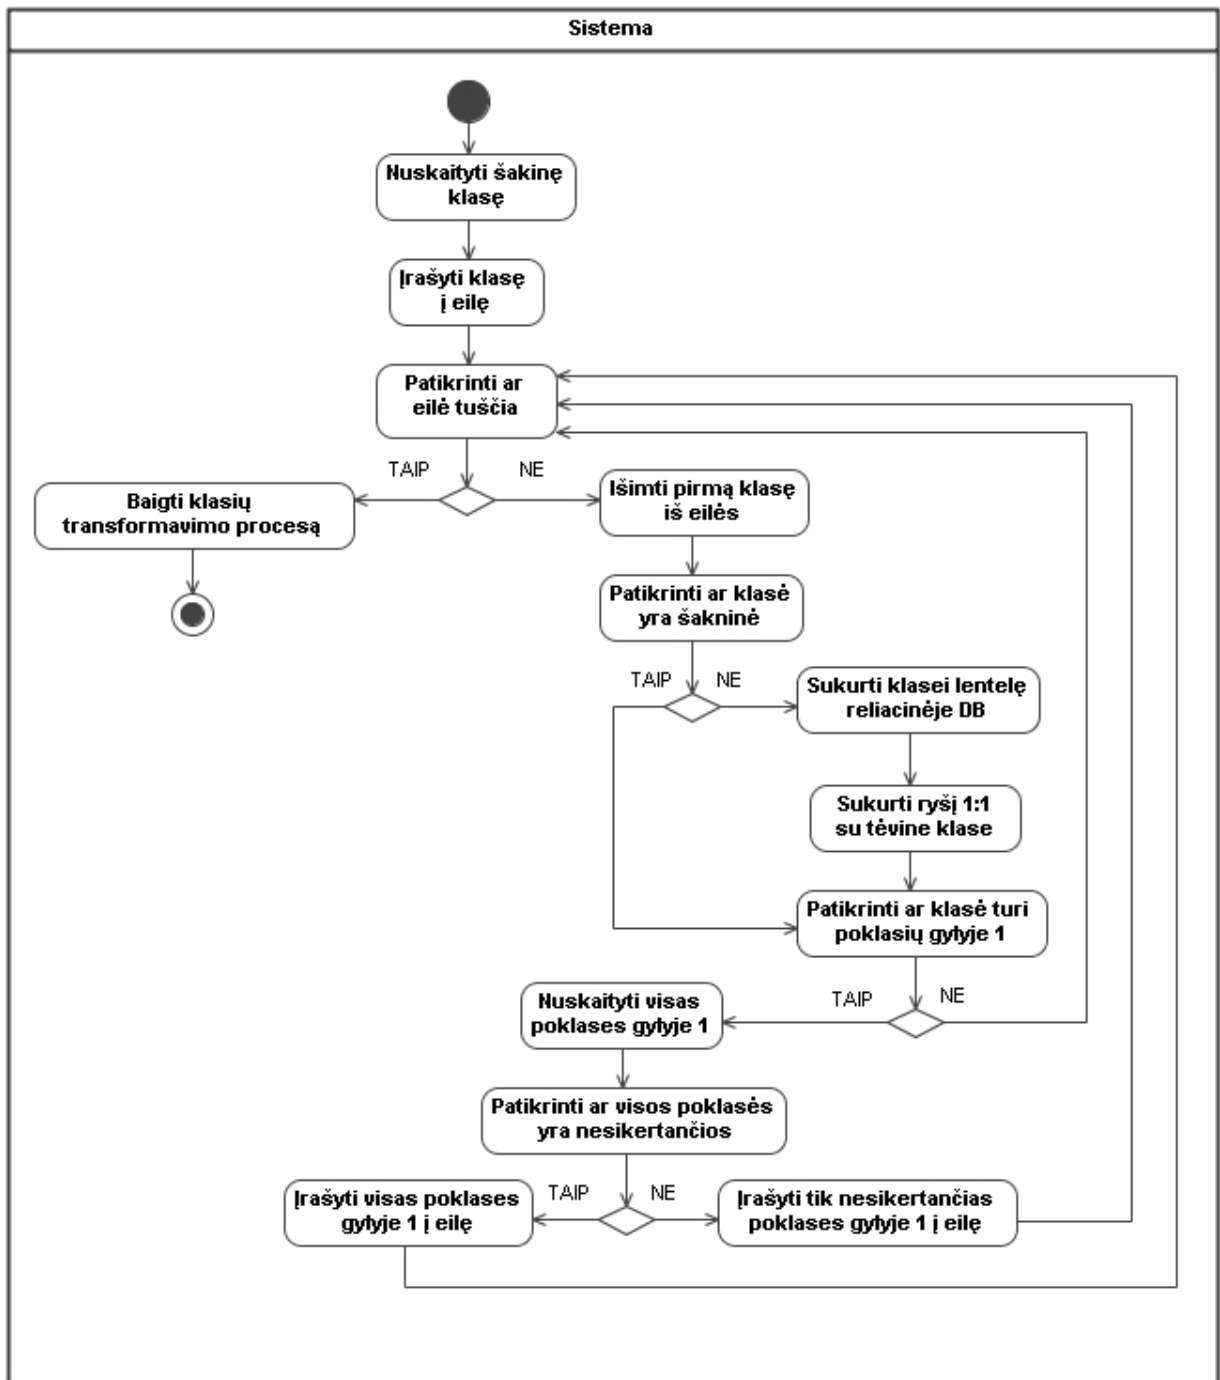 Sistema
Nuskaityti šakinę
klasę
Įrašyti klasę
į eilę
Patikrinti ar
eilė tuščia
TAIP
NE
Baigti klasių
transformavimo procesą
Išimti pirmą klasę
iš eilės
Patikrinti ar klasė
yra šakninė
TAIP
NE
Sukurti klasei lentelę
reliacinėje DB
Sukurti ryšį 1:1
su tėvine klase
Patikrinti ar klasė turi
poklasių gylyje 1
TAIP
NE
Nuskaityti visas
poklases gylyje 1
Patikrinti ar visos poklasės
yra nesikertančios
TAIP
NE
Įrašyti visas poklases
gylyje 1 į eilę
Įrašyti tik nesikertančias
poklases gylyje 1 į eilę